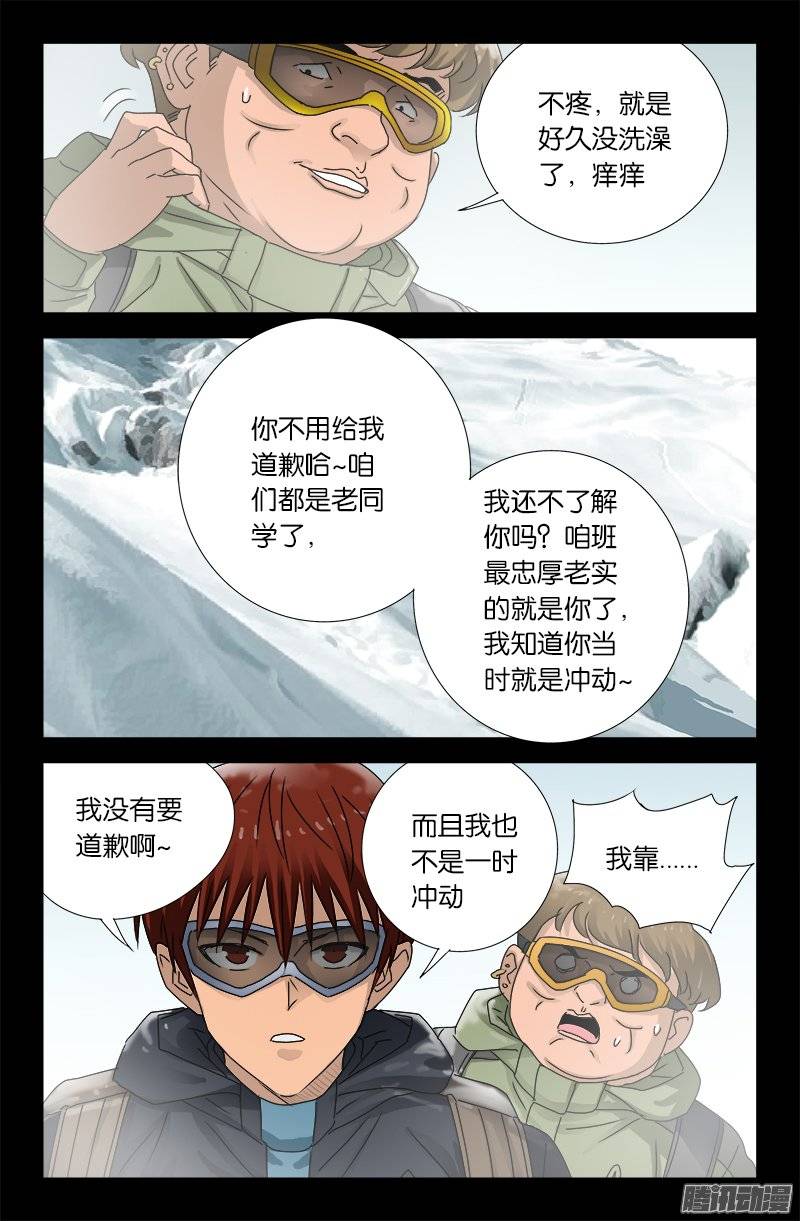 不疼，就是
好久没洗澡
了，痒痒
你不用给我
道歉哈~咱
们都是老同
学了，
我还不了解
你吗？咱班
最忠厚老实
的就是你了，
我知道你当
时就是冲动~
我没有要
道歉啊~
而且我也
不是一时
冲动
我靠......
腾讯动漫